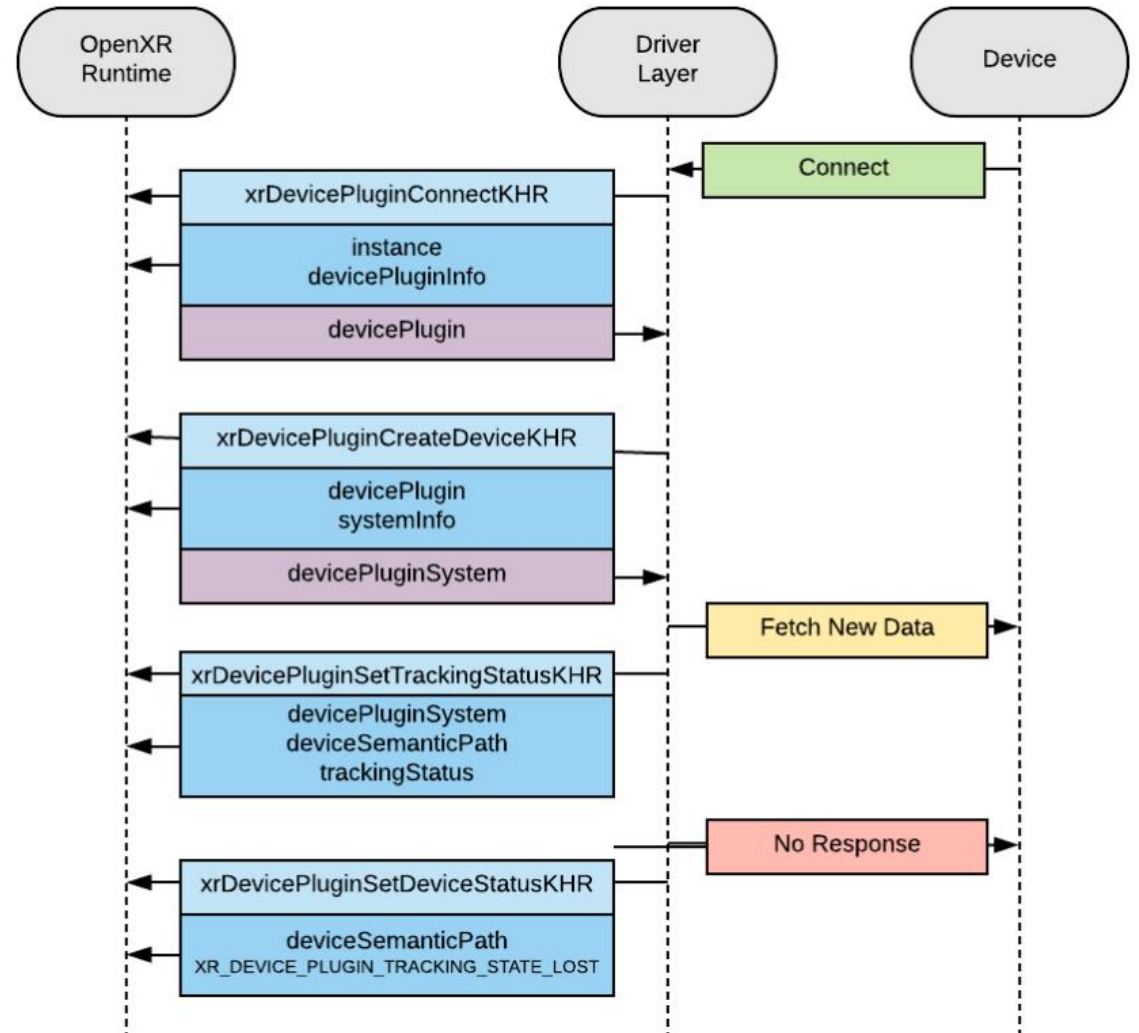 OpenXR
Runtime
Driver
Layer
Device
Connect
xrDevicePluginConnectKHR
instance
devicePluginInfo
devicePlugin
xrDevicePluginCreateDeviceKHR
devicePlugin
systemInfo
devicePluginSystem
Fetch New Data
xrDevicePluginSetTrackingStatusKHR
devicePluginSystem
deviceSemanticPath
trackingStatus
No Response
xrDevicePluginSetDeviceStatusKHR
deviceSemanticPath
XR_DEVICE_PLUGIN_TRACKING_STATE_LOST